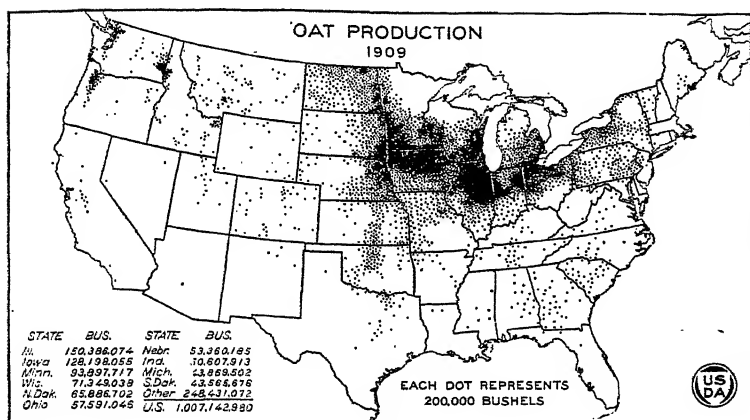 OAT PRODUCTION
1909
STATE BUS. STATE BUS.
Ill. 150,386,074 Nebr. 53,360,185
Iowa 128,198,055 Ind. 50,607,913
Minn. 93,897,717 Mich. 43,869,502
Wis. 71,349,038 S.Dak. 43,565,676
N.Dak. 65,886,702 Other 248,431,072
Ohio 57,591,046 U.S. 1,007,142,980
EACH DOT REPRESENTS
200,000 BUSHELS
US
DA